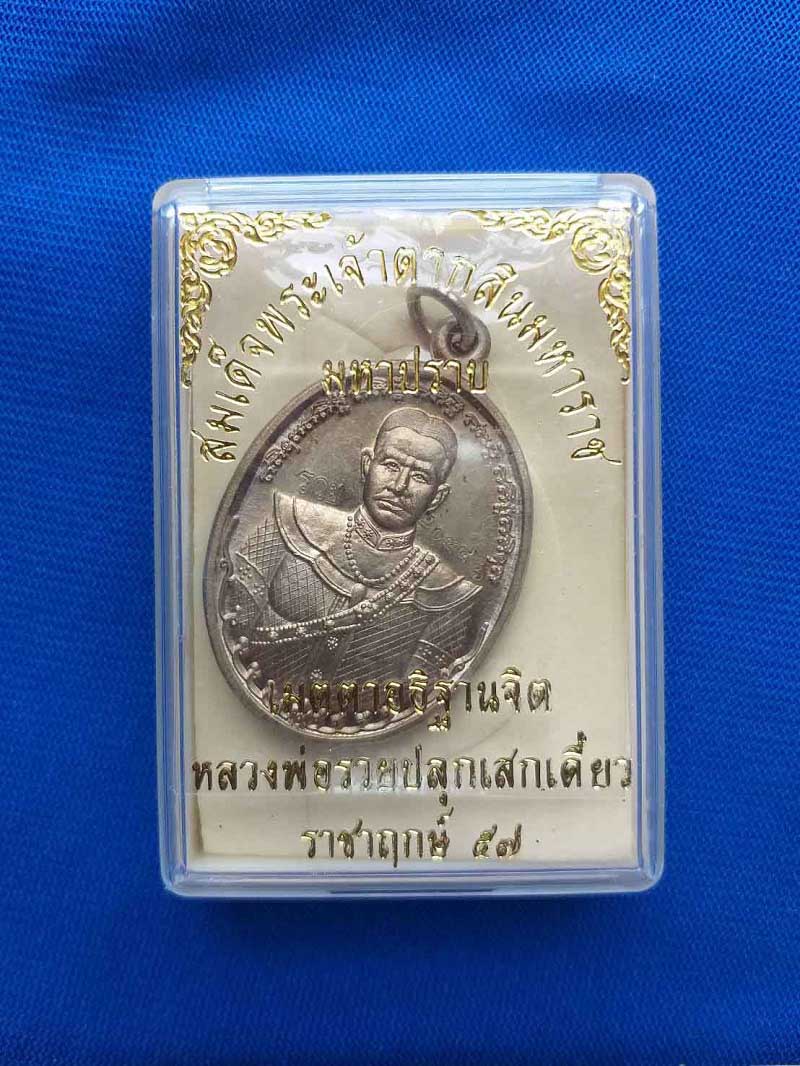 สมเด็จพระเจ้าตากสินมหาราช
มหาปราบ
เมตตาอธิฐานจิต
หลวงพ่อรวยปลุกเสกเดี่ยว
ราชาฤกษ์ ๕๗